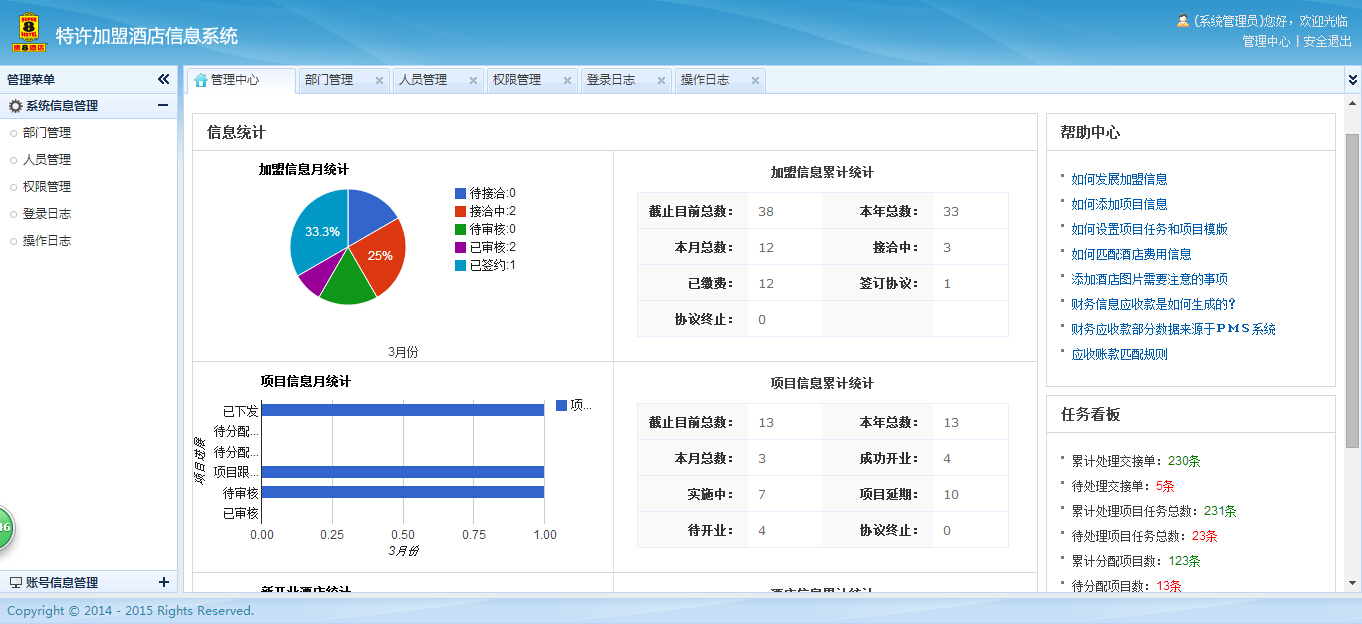 SUPER 8 HOTEL
速8酒店
特许加盟酒店信息系统
(系统管理员)您好，欢迎光临
管理中心 | 安全退出
管理菜单
系统信息管理
部门管理
人员管理
权限管理
登录日志
操作日志
账号信息管理
管理中心 部门管理 人员管理 权限管理 登录日志 操作日志
信息统计
加盟信息月统计
33.3%
25%
待接洽:0
接洽中:2
待审核:0
已审核:2
已签约:1
3月份
加盟信息累计统计
截止目前总数： 38 本年总数： 33
本月总数： 12 接洽中： 3
已缴费： 12 签订协议： 1
协议终止： 0
项目信息月统计
项目进展
已下发
待分配...
待分配...
项目跟...
待审核
已审核
0.00 0.25 0.50 0.75 1.00
3月份
项...
项目信息累计统计
截止目前总数： 13 本年总数： 13
本月总数： 3 成功开业： 4
实施中： 7 项目延期： 10
待开业： 4 协议终止： 0
新开业酒店统计
酒店信息累计统计
帮助中心
如何发展加盟信息
如何添加项目信息
如何设置项目任务和项目模版
如何匹配酒店费用信息
添加酒店图片需要注意的事项
财务信息应收款是如何生成的?
财务应收款部分数据来源于PMS系统
应收账款匹配规则
任务看板
累计处理交接单：230条
待处理交接单：5条
累计处理项目任务总数：231条
待处理项目任务总数：23条
累计分配项目数：123条
待分配项目数：13条
Copyright © 2014 - 2015 Rights Reserved.